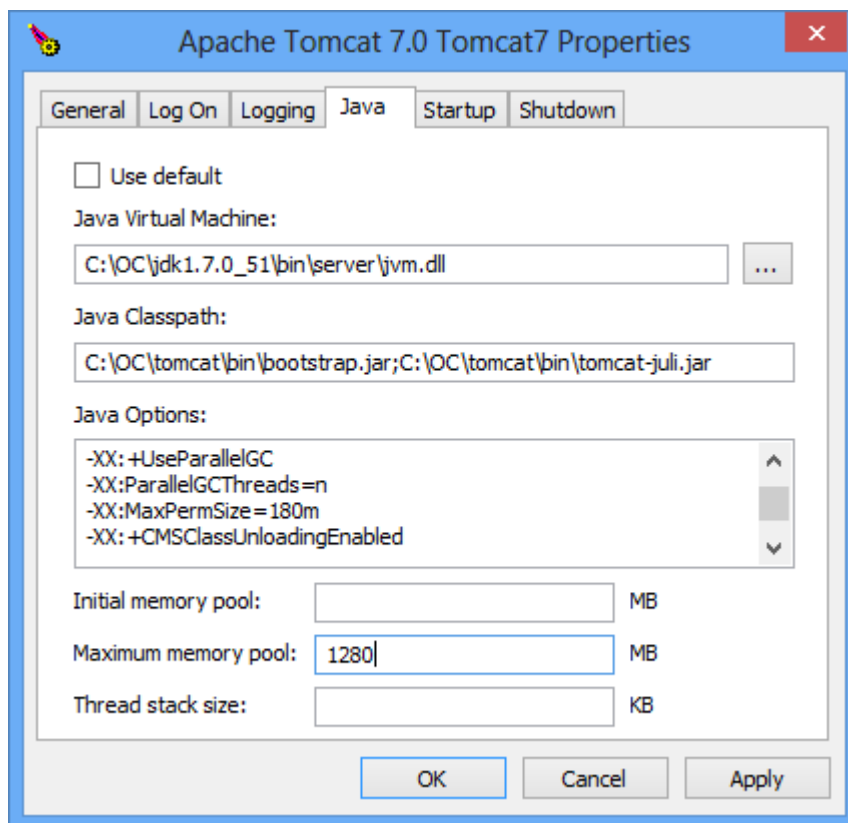 Apache Tomcat 7.0 Tomcat7 Properties
General Log On Logging Java Startup Shutdown
Use default
Java Virtual Machine:
C:\OC\jdk1.7.0_51\bin\server\jvm.dll ...
Java Classpath:
C:\OC\tomcat\bin\bootstrap.jar;C:\OC\tomcat\bin\tomcat-juli.jar
Java Options:
-XX:+UseParallelGC
-XX:ParallelGCThreads=n
-XX:MaxPermSize=180m
-XX:+CMSClassUnloadingEnabled
Initial memory pool: MB
Maximum memory pool: 1280 MB
Thread stack size: KB
OK Cancel Apply